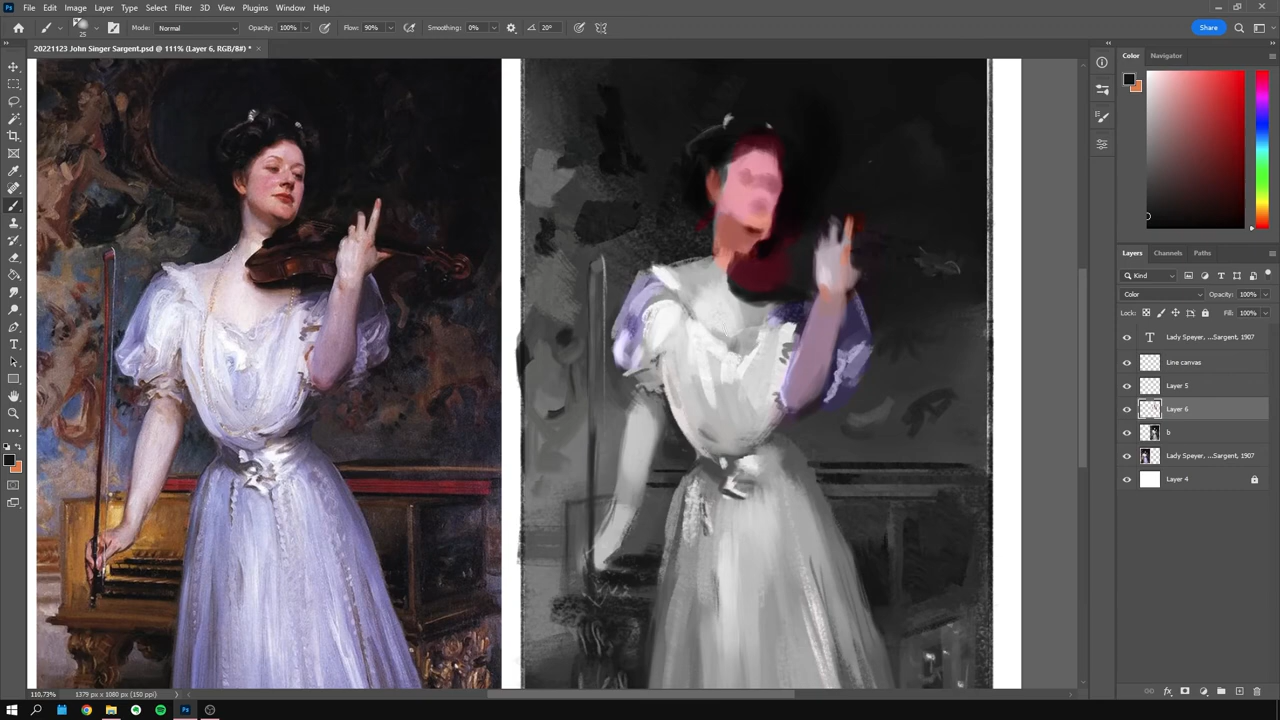 File Edit Image Layer Type Select Filter 3D View Plugins Window Help
25 Mode: Normal Opacity: 100% Flow: 90% Smoothing: 0% 20° Share
20221123 John Singer Sargent.psd @ 111% (Layer 6, RGB/8#) *
Color Navigator
Layers Channels Paths
Kind
Color Opacity: 100%
Lock: Fill: 100%
Lady Speyer, ...Sargent, 1907
Line canvas
Layer 5
Layer 6
b
Lady Speyer, ...Sargent, 1907
Layer 4
110,73% 1379 px x 1080 px (150 ppi)